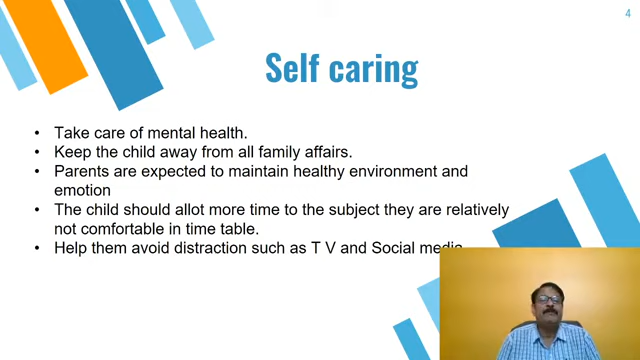 4
Self caring
• Take care of mental health.
• Keep the child away from all family affairs.
• Parents are expected to maintain healthy environment and
emotion
• The child should allot more time to the subject they are relatively
not comfortable in time table.
• Help them avoid distraction such as T V and Social media